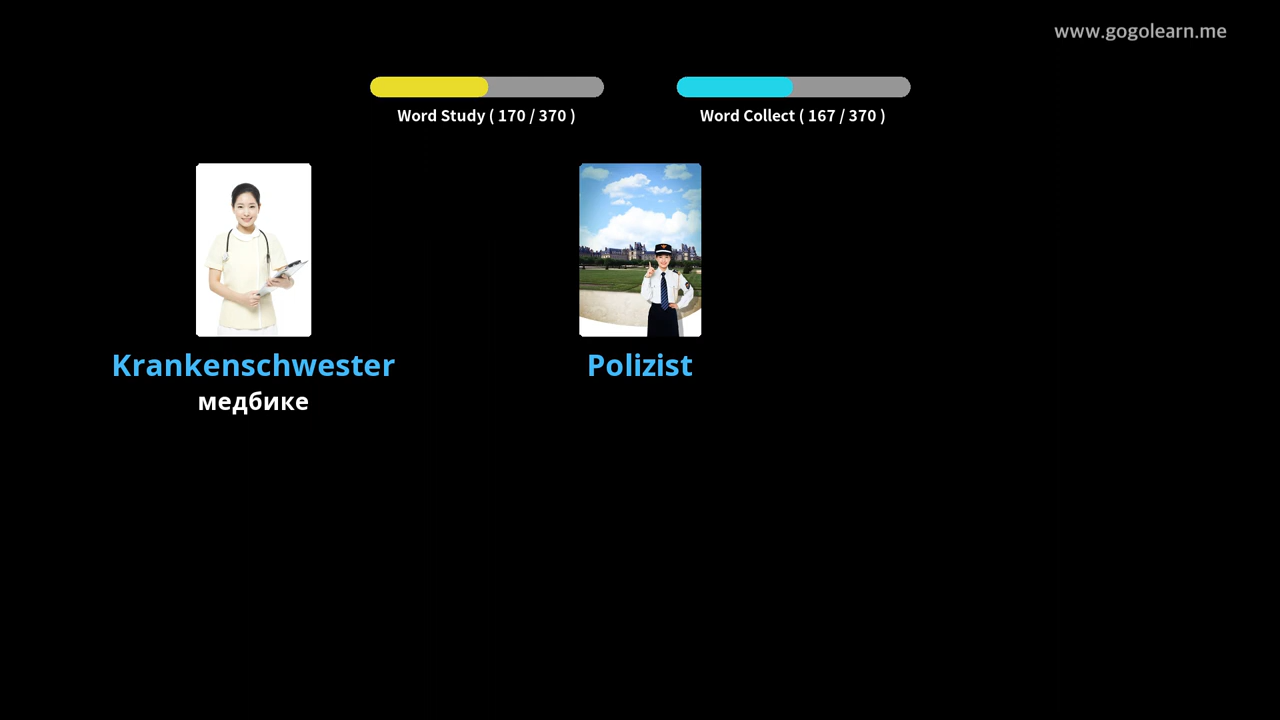 www.gogolearn.me
Word Study ( 170 / 370 )
Word Collect ( 167 / 370 )
Krankenschwester
Polizist
медбике